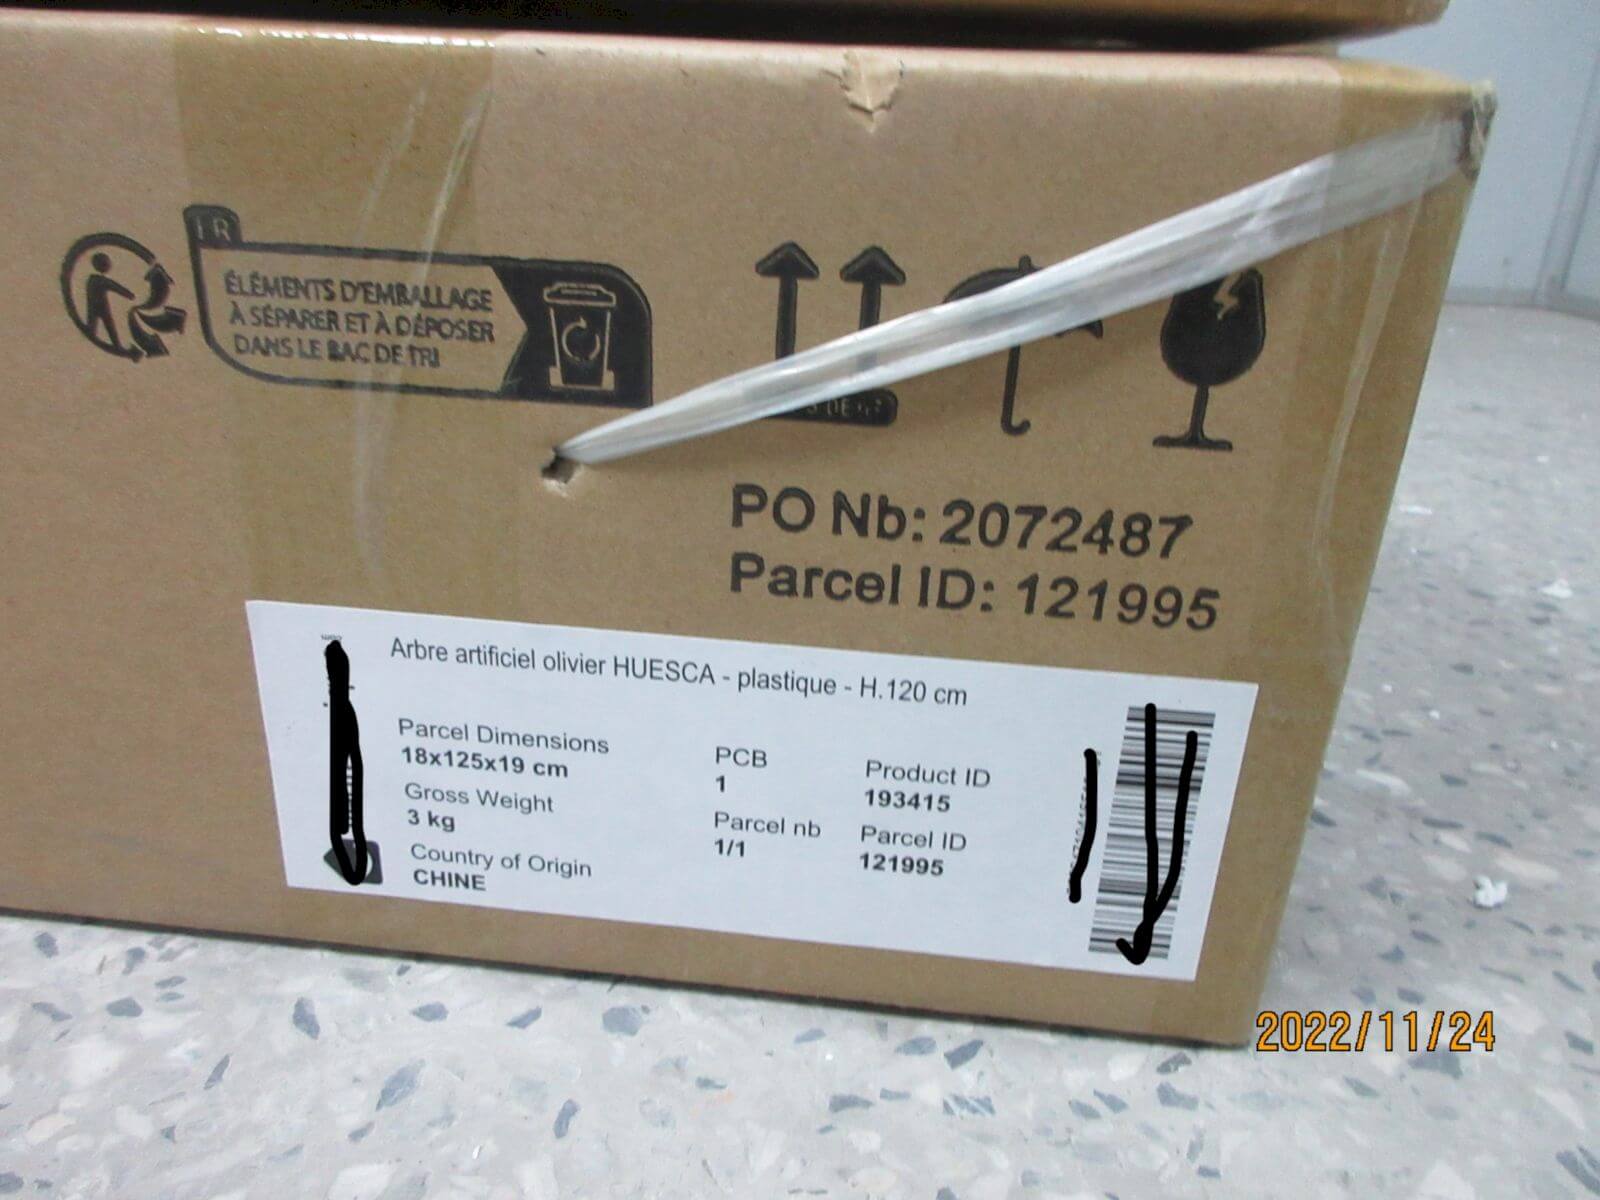 FR
ÉLÉMENTS D'EMBALLAGE
À SÉPARER ET À DÉPOSER
DANS LE BAC DE TRI
PO Nb: 2072487
Parcel ID: 121995
Arbre artificiel olivier HUESCA - plastique - H.120 cm
Parcel Dimensions
18x125x19 cm
Gross Weight
3 kg
Country of Origin
CHINE
PCB
1
Parcel nb
1/1
Product ID
193415
Parcel ID
121995
2022/11/24